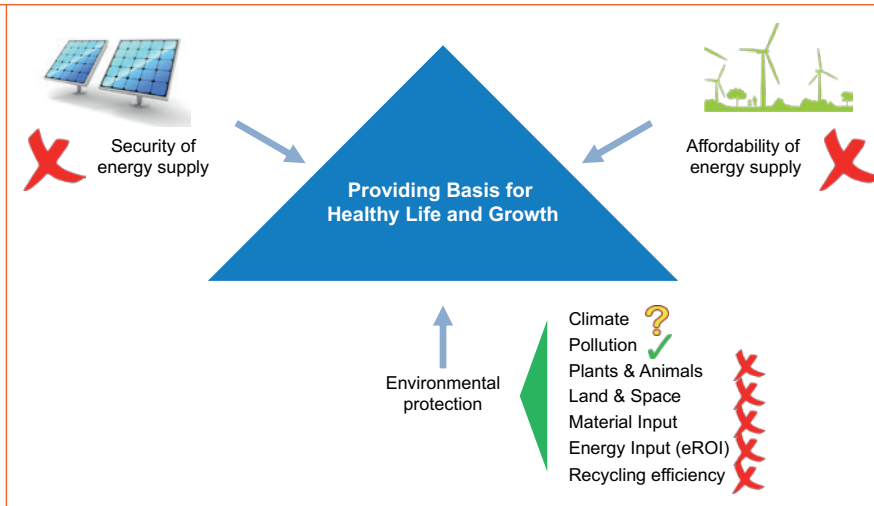 Security of
energy supply
Affordability of
energy supply
Providing Basis for
Healthy Life and Growth
Environmental
protection
Climate
Pollution
Plants & Animals
Land & Space
Material Input
Energy Input (eROI)
Recycling efficiency